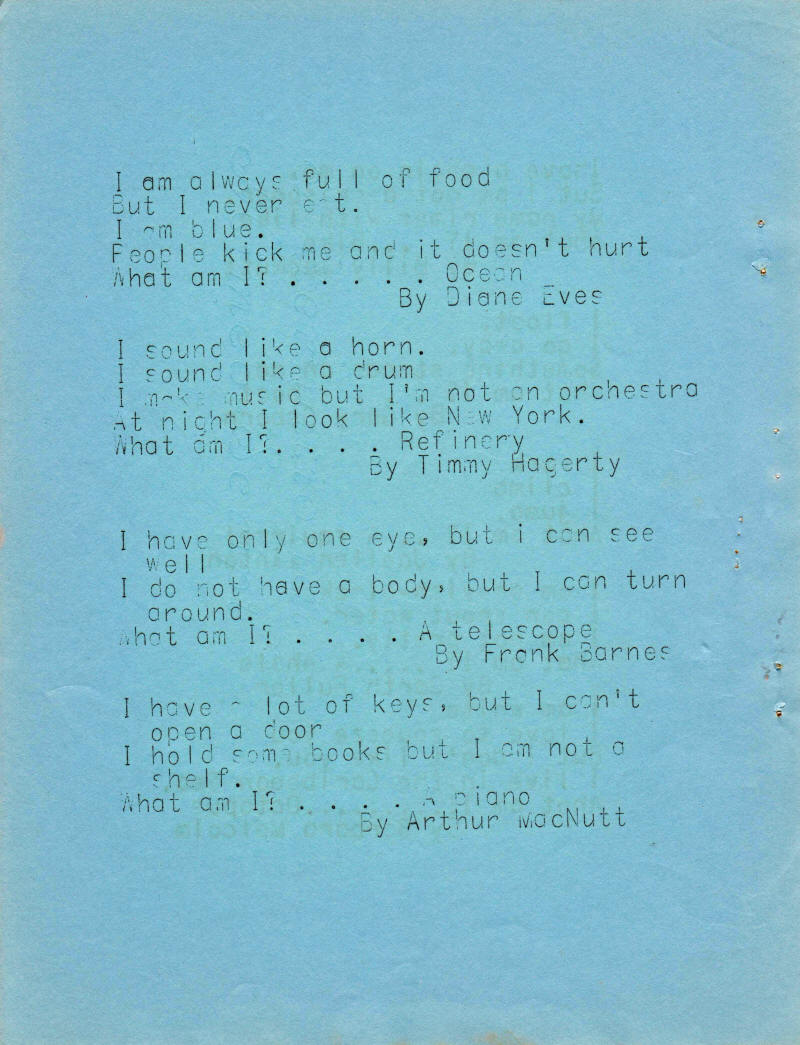 I am always full of food
But I never eat.
I am blue.
People kick me and it doesn't hurt
What am I? . . . . . Ocean
By Diane Eves
I sound like a horn.
I sound like a drum
I make music but I'm not an orchestra
At night I look like New York.
What am I?. . . . Refinery
By Timmy Hagerty
I have only one eye, but i can see
well
I do not have a body, but I can turn
around.
What am I? . . . . A telescope
By Frank Barnes
I have a lot of keys, but I can't
open a door
I hold some books but I am not a
shelf.
What am I? . . . . A piano
By Arthur MacNutt